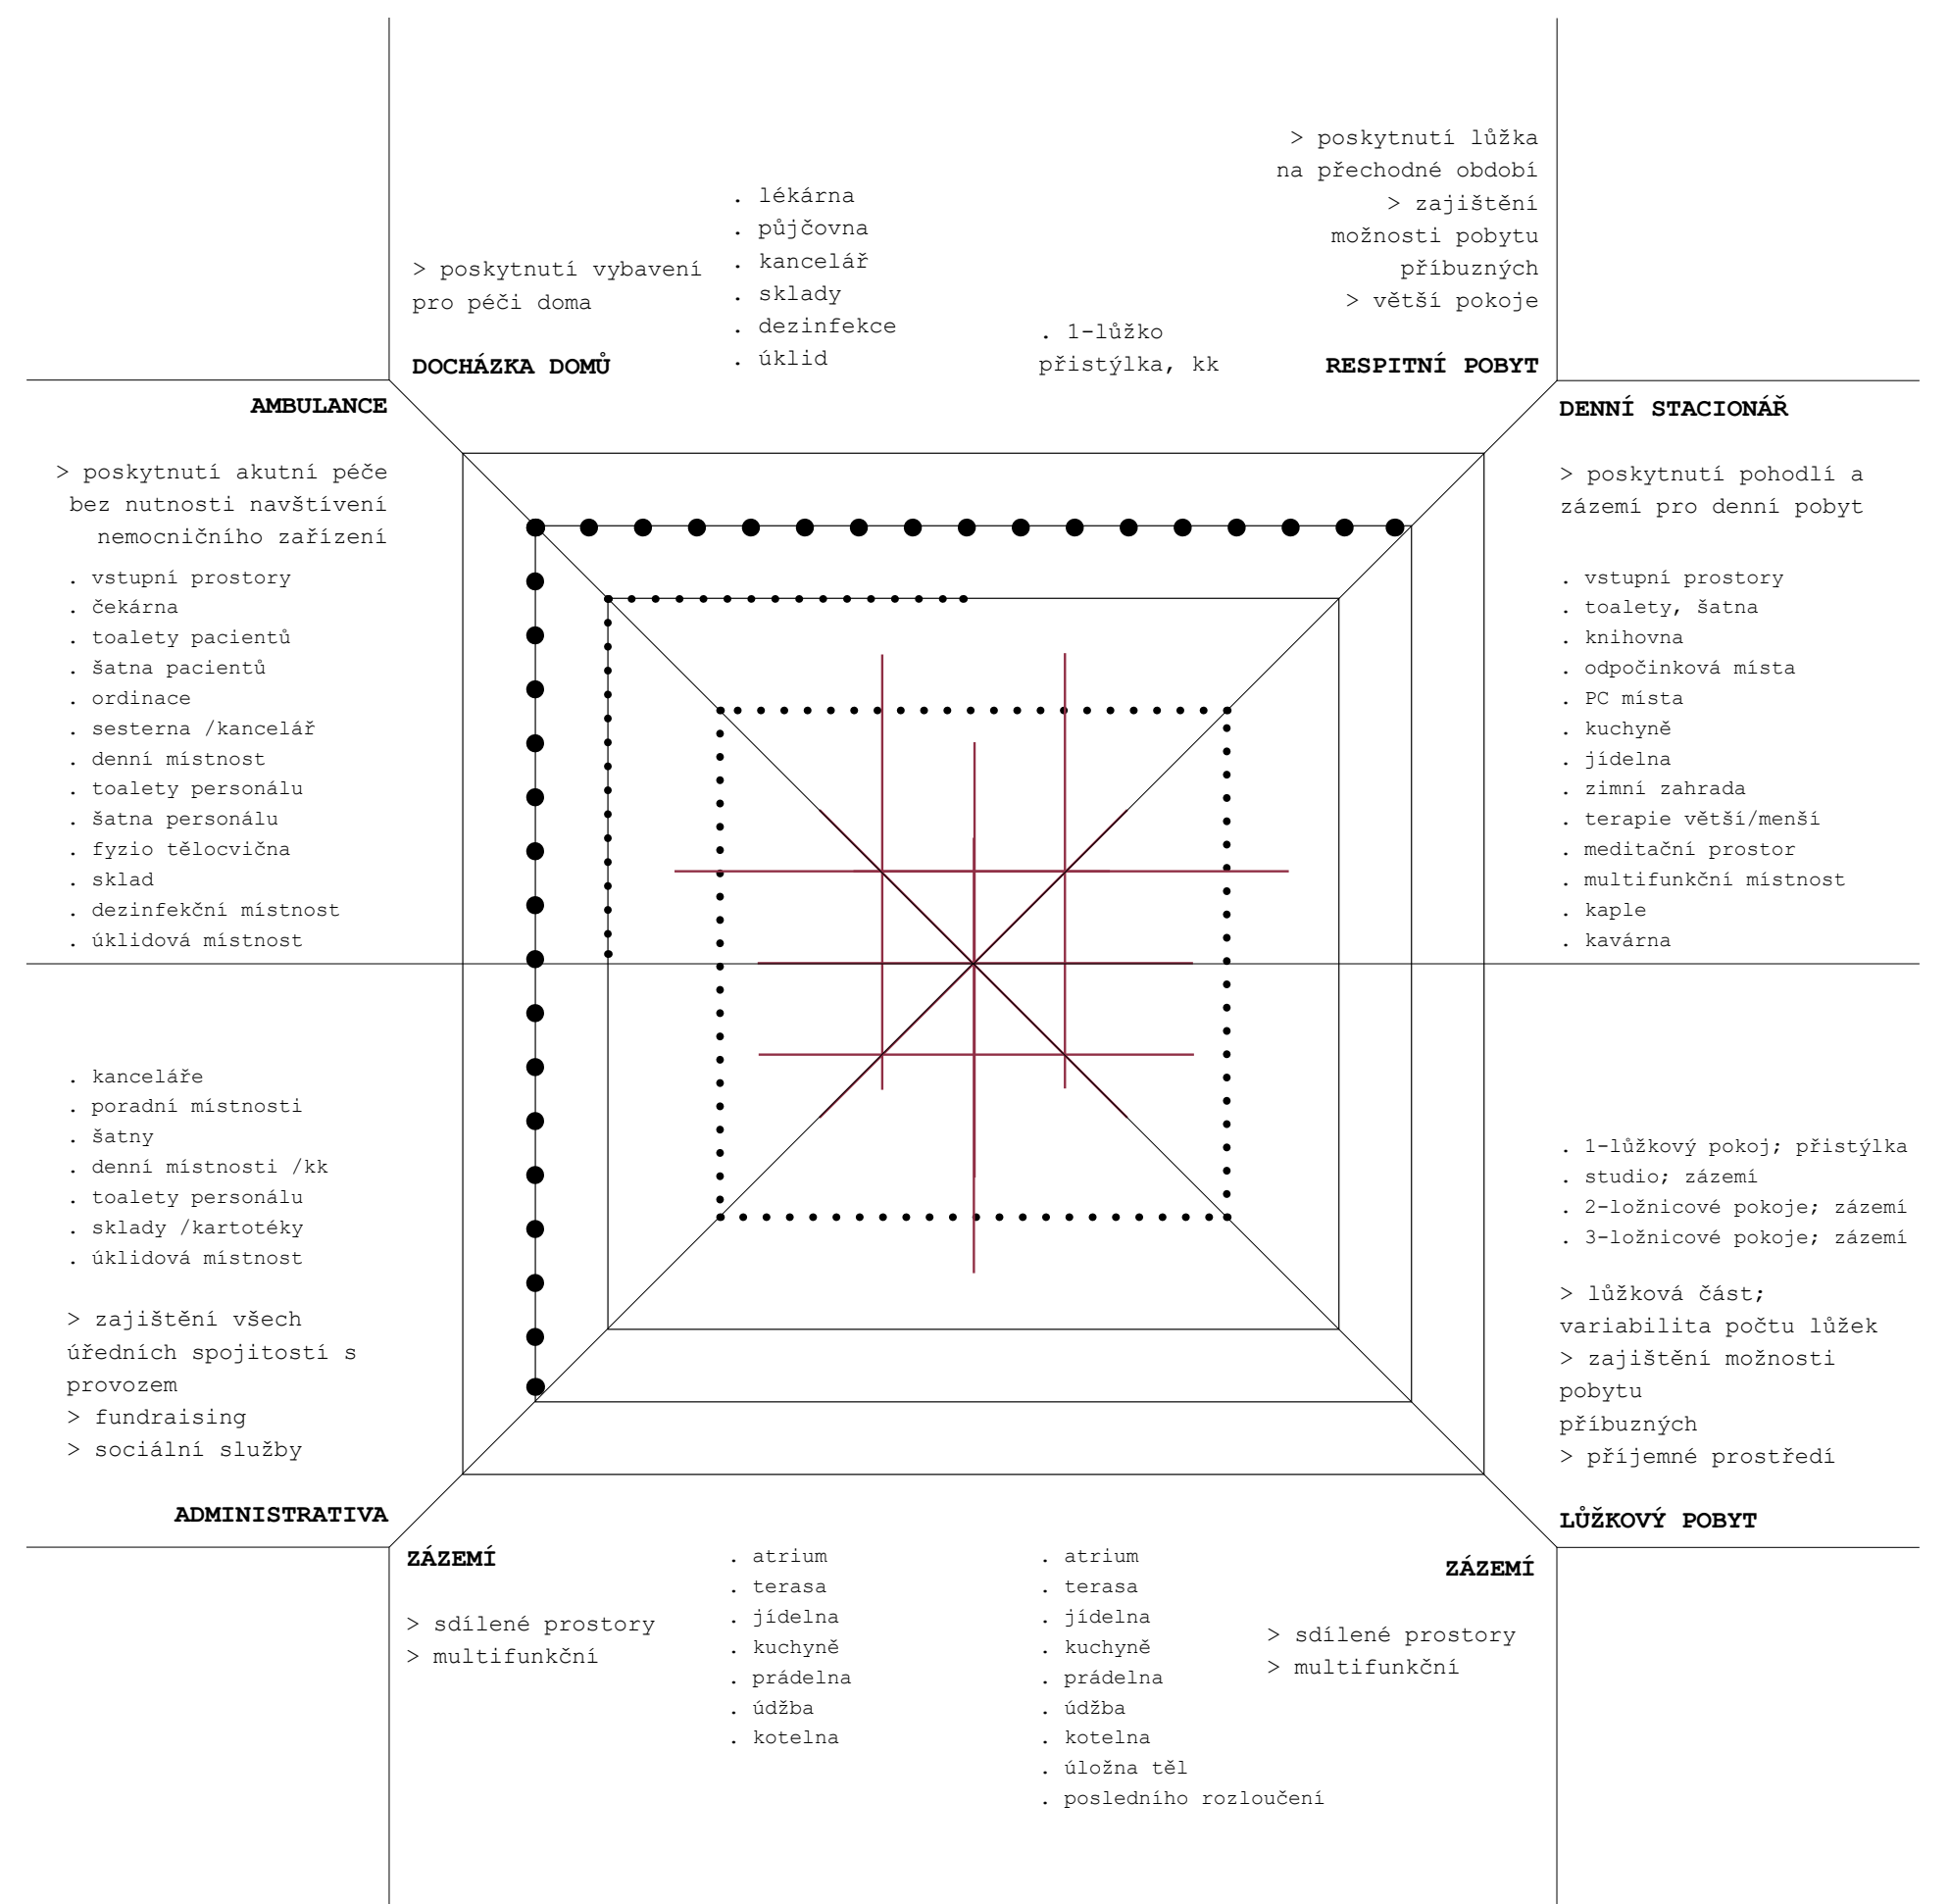 > poskytnutí vybavení
pro péči doma
DOCHÁZKA DOMŮ
. lékárna
. půjčovna
. kancelář
. sklady
. dezinfekce
. úklid
. 1-lůžko
přistýlka, kk
> poskytnutí lůžka
na přechodné období
> zajištění
možnosti pobytu
příbuzných
> větší pokoje
RESPITNÍ POBYT
AMBULANCE
> poskytnutí akutní péče
bez nutnosti navštívení
nemocničního zařízení
. vstupní prostory
. čekárna
. toalety pacientů
. šatna pacientů
. ordinace
. sesterna /kancelář
. denní místnost
. toalety personálu
. šatna personálu
. fyzio tělocvična
. sklad
. dezinfekční místnost
. úklidová místnost
DENNÍ STACIONÁŘ
> poskytnutí pohodlí a
zázemí pro denní pobyt
. vstupní prostory
. toalety, šatna
. knihovna
. odpočinková místa
. PC místa
. kuchyně
. jídelna
. zimní zahrada
. terapie větší/menší
. meditační prostor
. multifunkční místnost
. kaple
. kavárna
. kanceláře
. poradní místnosti
. šatny
. denní místnosti /kk
. toalety personálu
. sklady /kartotéky
. úklidová místnost
> zajištění všech
úředních spojitostí s
provozem
> fundraising
> sociální služby
ADMINISTRATIVA
. 1-lůžkový pokoj; přistýlka
. studio; zázemí
. 2-ložnicové pokoje; zázemí
. 3-ložnicové pokoje; zázemí
> lůžková část;
variabilita počtu lůžek
> zajištění možnosti
pobytu
příbuzných
> příjemné prostředí
LŮŽKOVÝ POBYT
ZÁZEMÍ
> sdílené prostory
> multifunkční
. atrium
. terasa
. jídelna
. kuchyně
. prádelna
. údžba
. kotelna
. atrium
. terasa
. jídelna
. kuchyně
. prádelna
. údžba
. kotelna
. úložna těl
. posledního rozloučení
ZÁZEMÍ
> sdílené prostory
> multifunkční